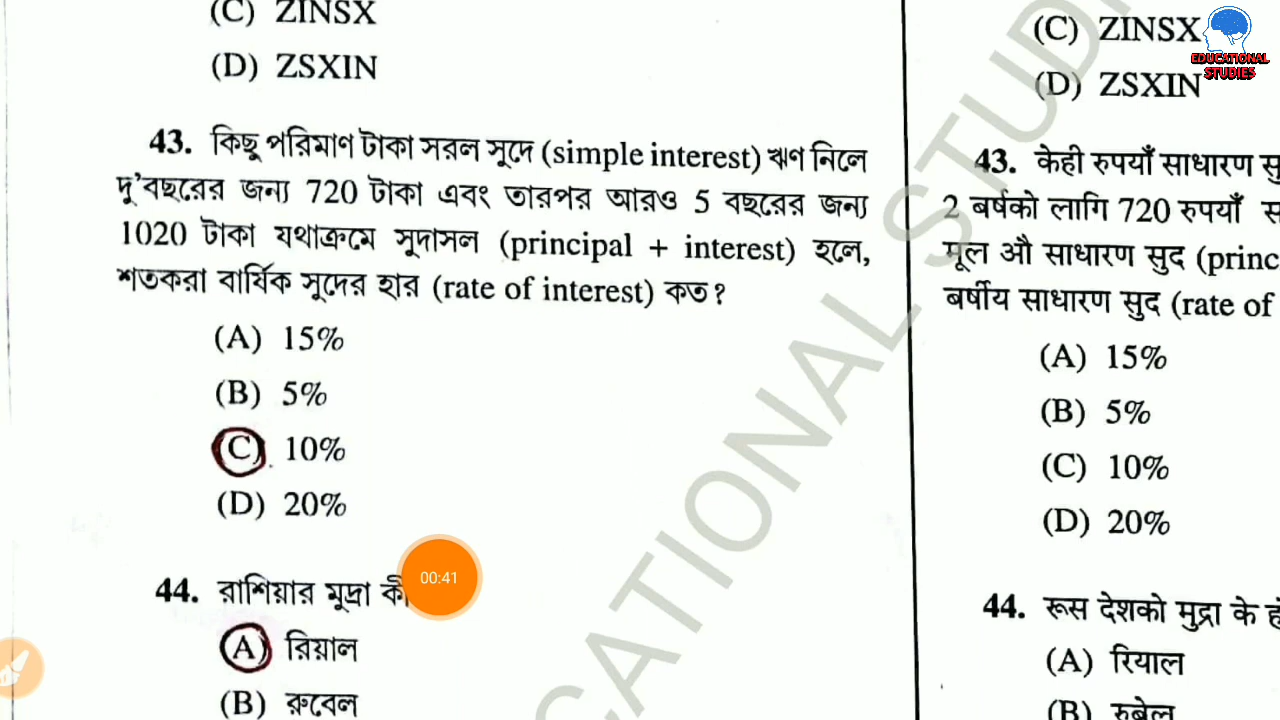 (C) ZINSX
(D) ZSXIN
43. কিছু পরিমাণ টাকা সরল সুদে (simple interest) ঋণ নিলে
দু'বছরের জন্য 720 টাকা এবং তারপর আরও 5 বছরের জন্য
1020 টাকা যথাক্রমে সুদাসল (principal + interest) হলে,
শতকরা বার্ষিক সুদের হার (rate of interest) কত?
(A) 15%
(B) 5%
(C) 10%
(D) 20%
44. রাশিয়ার মুদ্রা কী
(A) রিয়াল
(B) রুবেল
(C) ZINSX
(D) ZSXIN
43. केही रुपयाँ साधारण
2 बर्षको लागि 720 रुपयाँ
मूल औ साधारण सुद (princ
बर्षीय साधारण सुद (rate of
(A) 15%
(B) 5%
(C) 10%
(D) 20%
44. रूस देशको मुद्रा के
(A) रियाल
(B) रुबेल
EDUCATIONAL
STUDIES
CATIONAL STUD
00:41